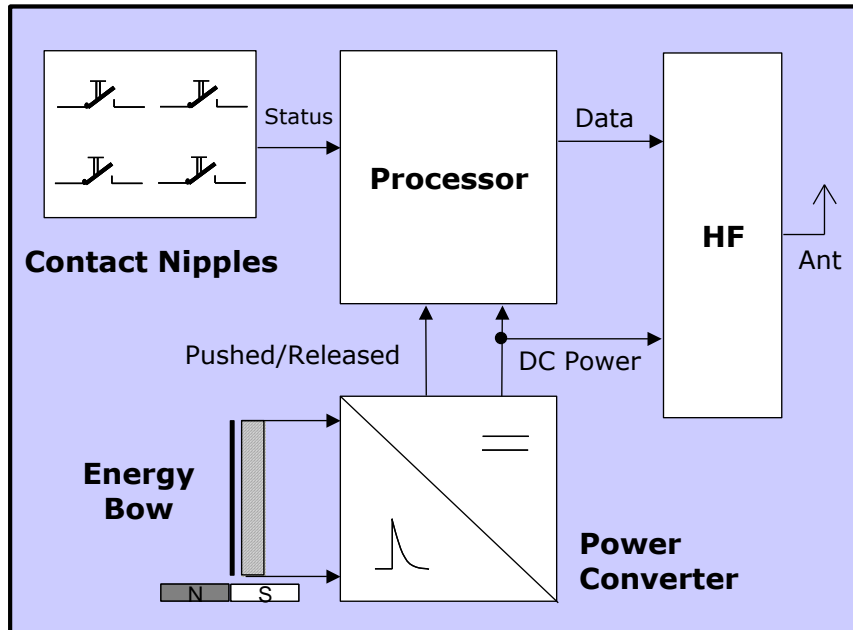 Status
Processor
Data
HF
Ant
Contact Nipples
Pushed/Released
DC Power
Energy
Bow
N S
Power
Converter